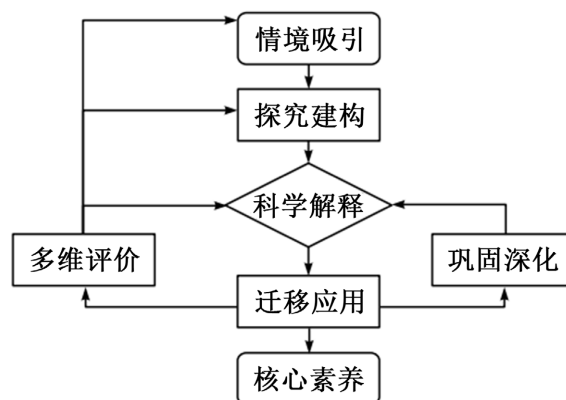 情境吸引
探究建构
科学解释
多维评价
巩固深化
迁移应用
核心素养